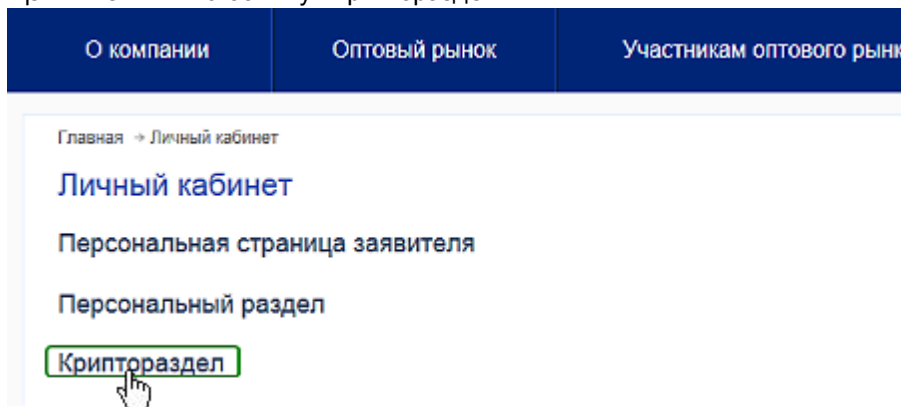 О компании Оптовый рынок Участникам оптового рынк
Главная → Личный кабинет
Личный кабинет
Персональная страница заявителя
Персональный раздел
Криптораздел